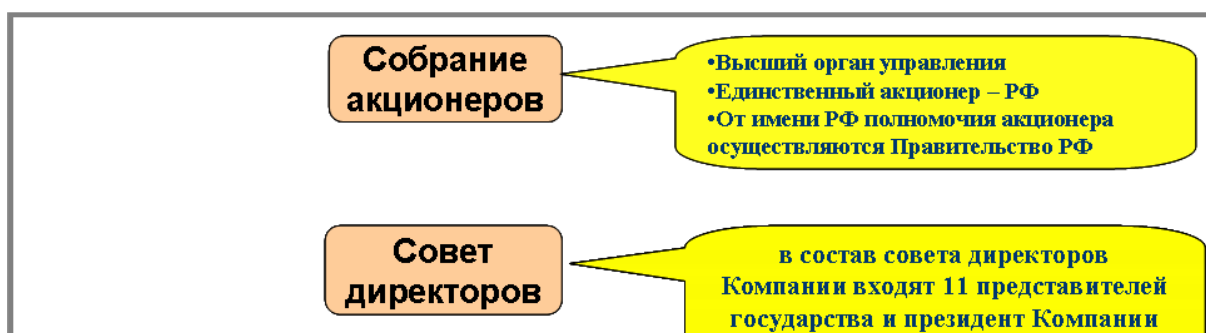 Собрание
акционеров
•Высший орган управления
•Единственный акционер – РФ
•От имени РФ полномочия акционера
осуществляются Правительство РФ
Совет
директоров
в состав совета директоров
Компании входят 11 представителей
государства и президент Компании